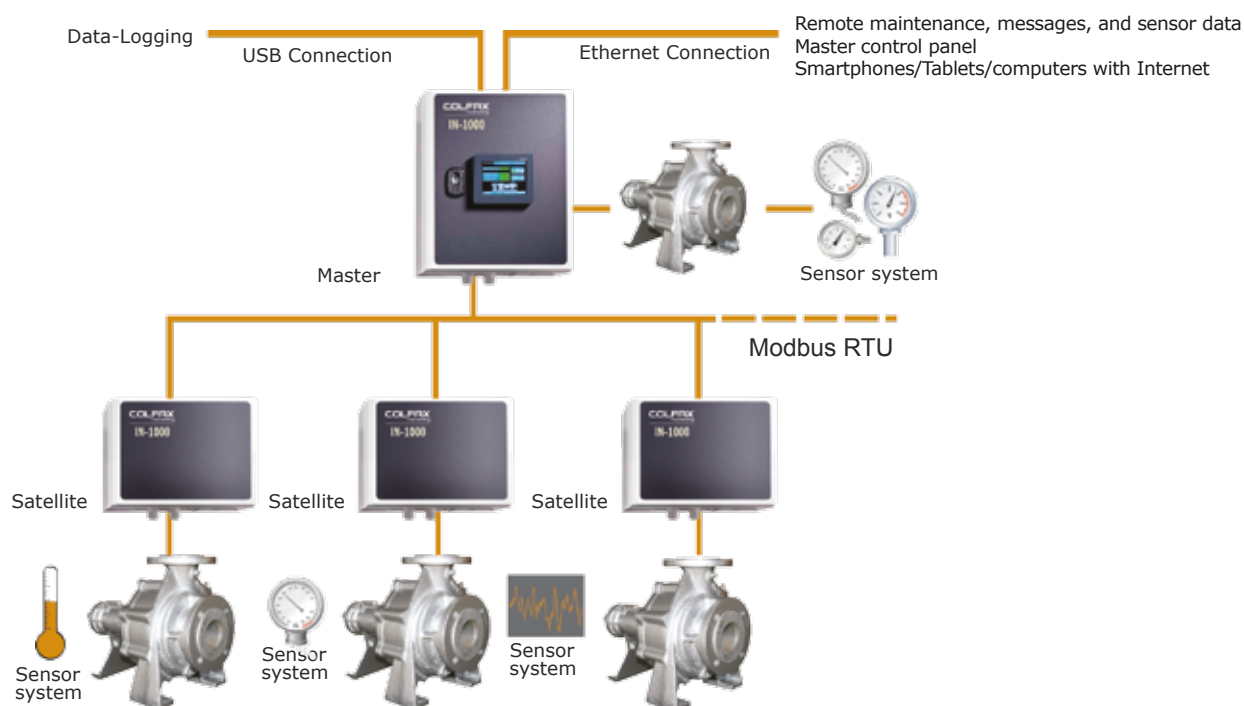 Data-Logging
USB Connection
Ethernet Connection
Remote maintenance, messages, and sensor data
Master control panel
Smartphones/Tablets/computers with Internet
COLFAX
IN-1000
Sensor system
Master
Modbus RTU
COLFAX
IN-1000
COLFAX
IN-1000
COLFAX
IN-1000
Satellite
Satellite
Satellite
Sensor
system
Sensor
system
Sensor
system